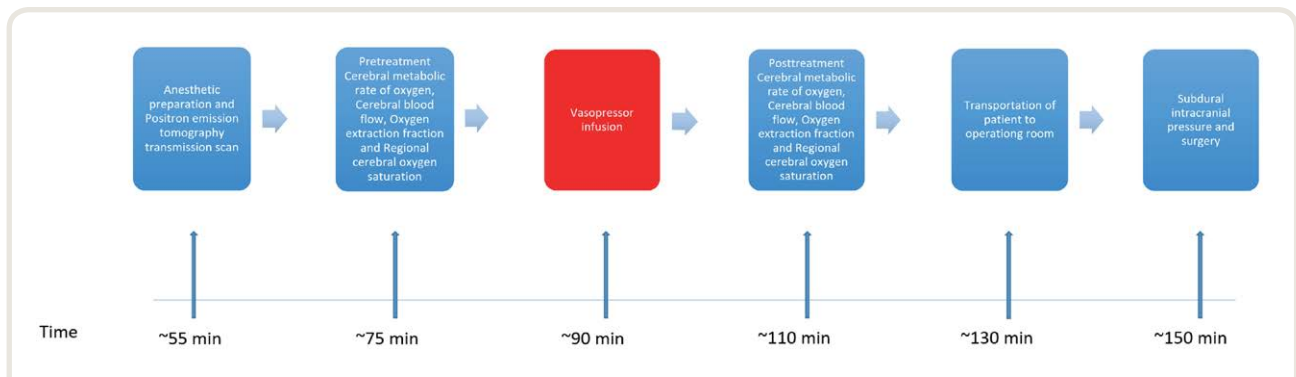 Anesthetic
preparation and
Positron emission
tomography
transmission scan
Pretreatment
Cerebral metabolic
rate of oxygen,
Cerebral blood
flow, Oxygen
extraction fraction
and Regional
cerebral oxygen
saturation
Vasopressor
infusion
Posttreatment
Cerebral metabolic
rate of oxygen,
Cerebral blood
flow, Oxygen
extraction fraction
and Regional
cerebral oxygen
saturation
Transportation of
patient to
operationg room
Subdural
intracranial
pressure and
surgery
Time
~55 min
~75 min
~90 min
~110 min
~130 min
~150 min